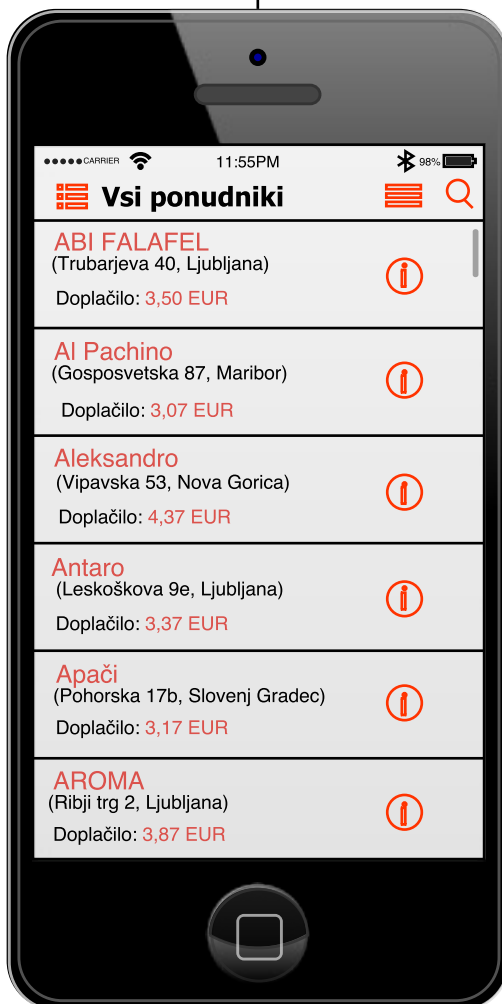 CARRIER 11:55PM 98%
Vsi ponudniki
ABI FALAFEL
(Trubarjeva 40, Ljubljana)
Doplačilo: 3,50 EUR
Al Pachino
(Gosposvetska 87, Maribor)
Doplačilo: 3,07 EUR
Aleksandro
(Vipavska 53, Nova Gorica)
Doplačilo: 4,37 EUR
Antaro
(Leskoškova 9e, Ljubljana)
Doplačilo: 3,37 EUR
Apači
(Pohorska 17b, Slovenj Gradec)
Doplačilo: 3,17 EUR
AROMA
(Ribji trg 2, Ljubljana)
Doplačilo: 3,87 EUR